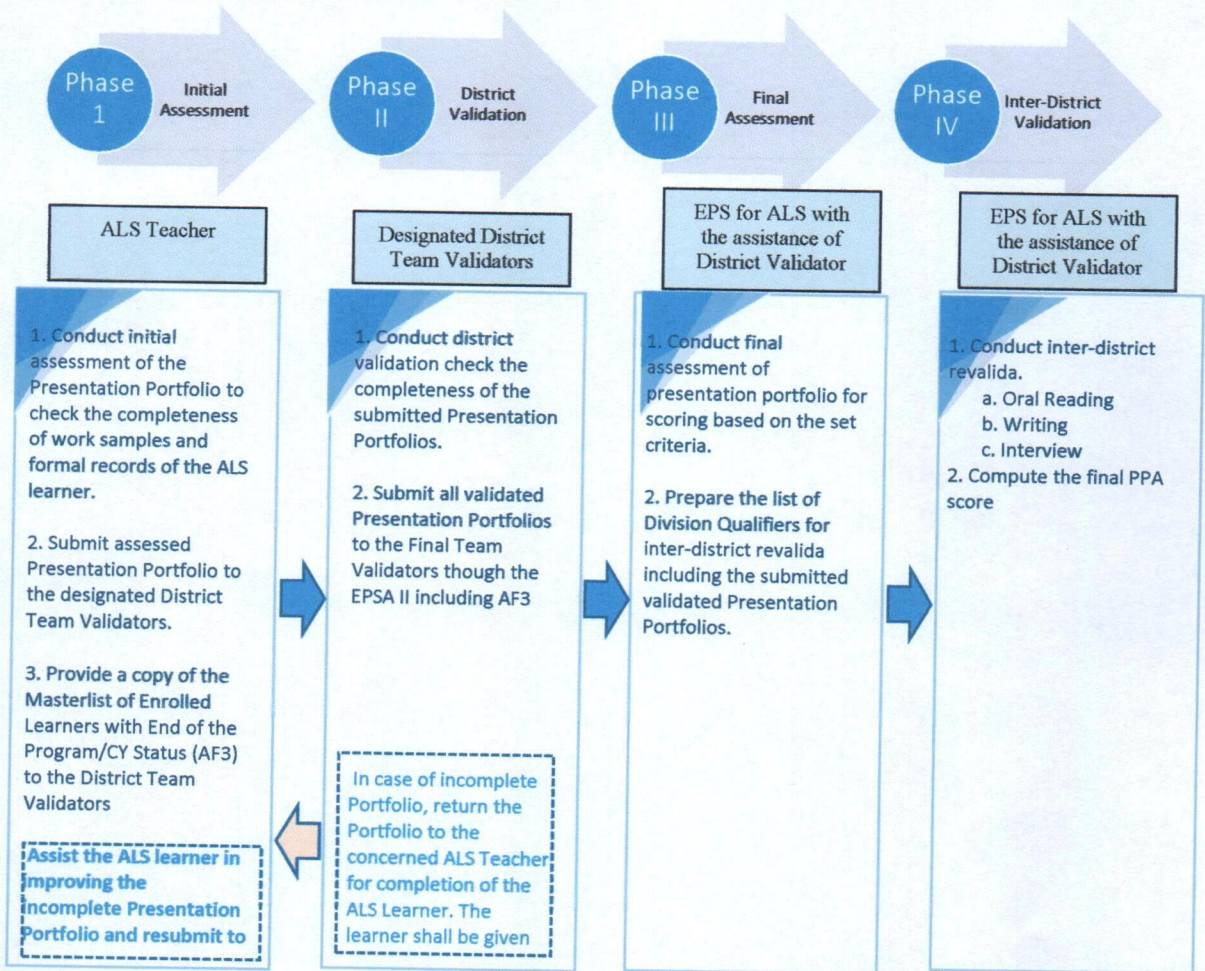 Phase
1
Initial
Assessment
Phase
II
District
Validation
Phase
III
Final
Assessment
Phase
IV
Inter-District
Validation
ALS Teacher
Designated District
Team Validators
EPS for ALS with
the assistance of
District Validator
EPS for ALS with
the assistance of
District Validator
1. Conduct initial
assessment of the
Presentation Portfolio to
check the completeness
of work samples and
formal records of the ALS
learner.
2. Submit assessed
Presentation Portfolio to
the designated District
Team Validators.
3. Provide a copy of the
Masterlist of Enrolled
Learners with End of the
Program/CY Status (AF3)
to the District Team
Validators
Assist the ALS learner in
improving the
incomplete Presentation
Portfolio and resubmit to
1. Conduct district
validation check the
completeness of the
submitted Presentation
Portfolios.
2. Submit all validated
Presentation Portfolios
to the Final Team
Validators though the
EPSA II including AF3
In case of incomplete
Portfolio, return the
Portfolio to the
concerned ALS Teacher
for completion of the
ALS Learner. The
learner shall be given
1. Conduct final
assessment of
presentation portfolio for
scoring based on the set
criteria.
2. Prepare the list of
Division Qualifiers for
inter-district revalida
including the submitted
validated Presentation
Portfolios.
1. Conduct inter-district
revalida.
a. Oral Reading
b. Writing
c. Interview
2. Compute the final PPA
score